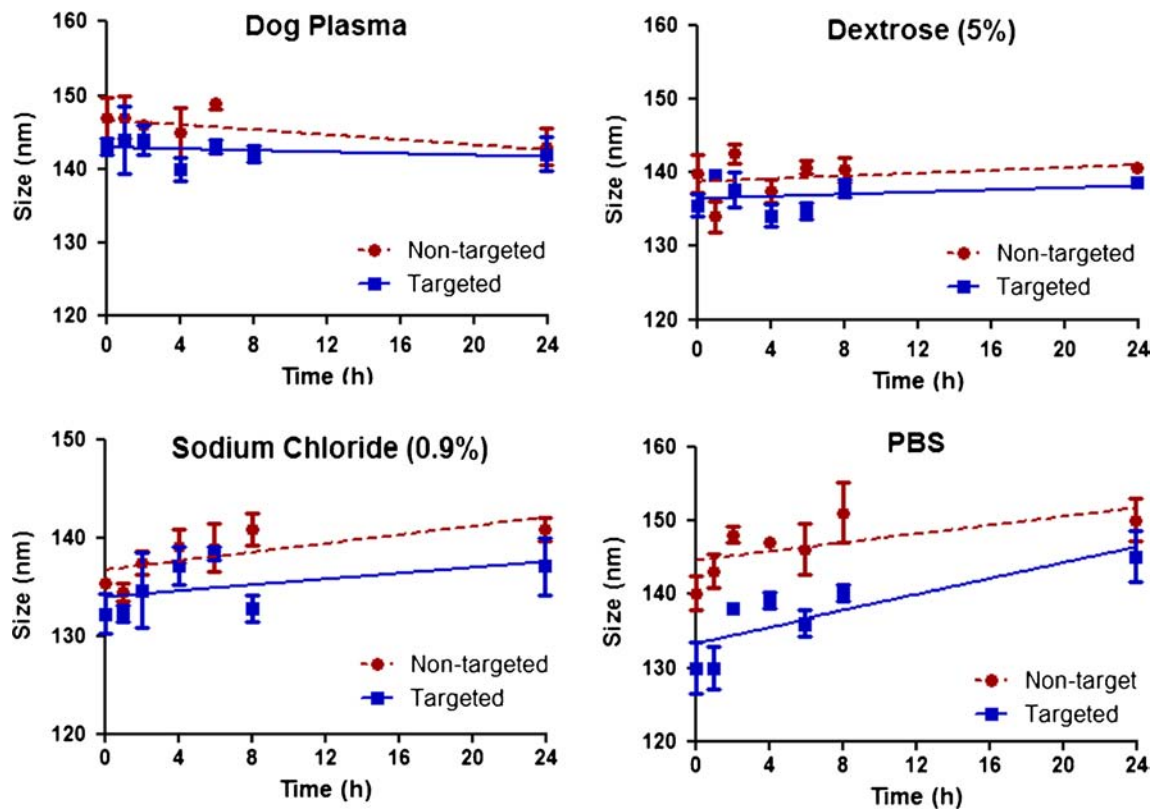 Dog Plasma
160
150
140
130
120
Size (nm)
Non-targeted
Targeted
0 4 8 12 16 20 24
Time (h)
Dextrose (5%)
160
150
140
130
120
Size (nm)
Non-targeted
Targeted
0 4 8 12 16 20 24
Time (h)
Sodium Chloride (0.9%)
150
140
130
120
Size (nm)
Non-targeted
Targeted
0 4 8 12 16 20 24
Time (h)
PBS
160
150
140
130
120
Size (nm)
Non-target
Targeted
0 4 8 12 16 20 24
Time (h)